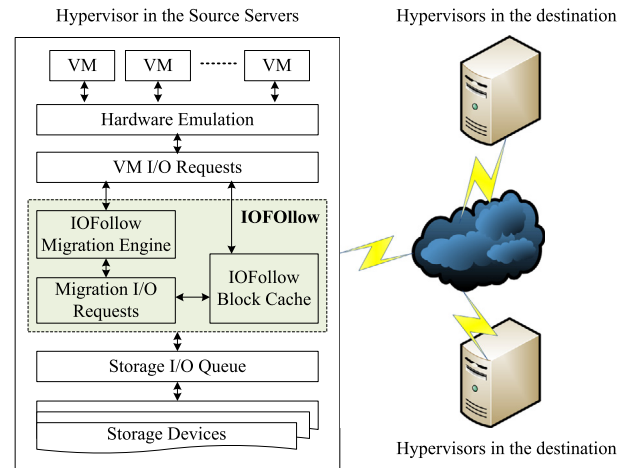 Hypervisor in the Source Servers
Hypervisors in the destination
VM
VM
VM
Hardware Emulation
VM I/O Requests
IOFOllow
IOFollow
Migration Engine
Migration I/O
Requests
IOFollow
Block Cache
Storage I/O Queue
Storage Devices
Hypervisors in the destination